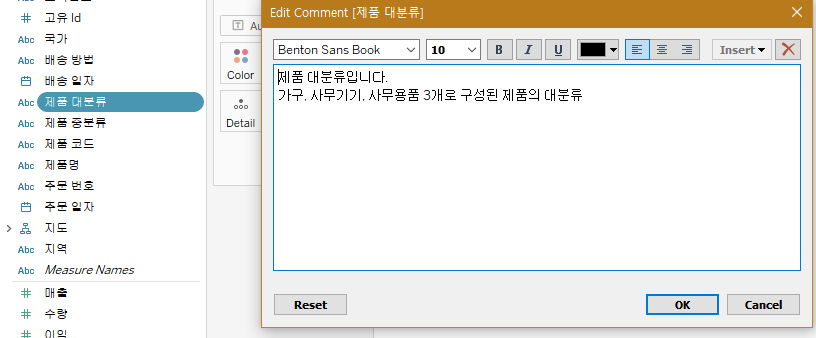 # 고유 Id
Abc 국가
Abc 배송 방법
배송 일자
Abc 제품 대분류
Abc 제품 중분류
Abc 제품 코드
Abc 제품명
Abc 주문 번호
주문 일자
지도
Abc 지역
Abc Measure Names
# 매출
# 수량
# 이익
T Au
Color
Detail
Edit Comment [제품 대분류]
Benton Sans Book 10 B I U Insert
제품 대분류입니다.
가구, 사무기기, 사무용품 3개로 구성된 제품의 대분류
Reset OK Cancel